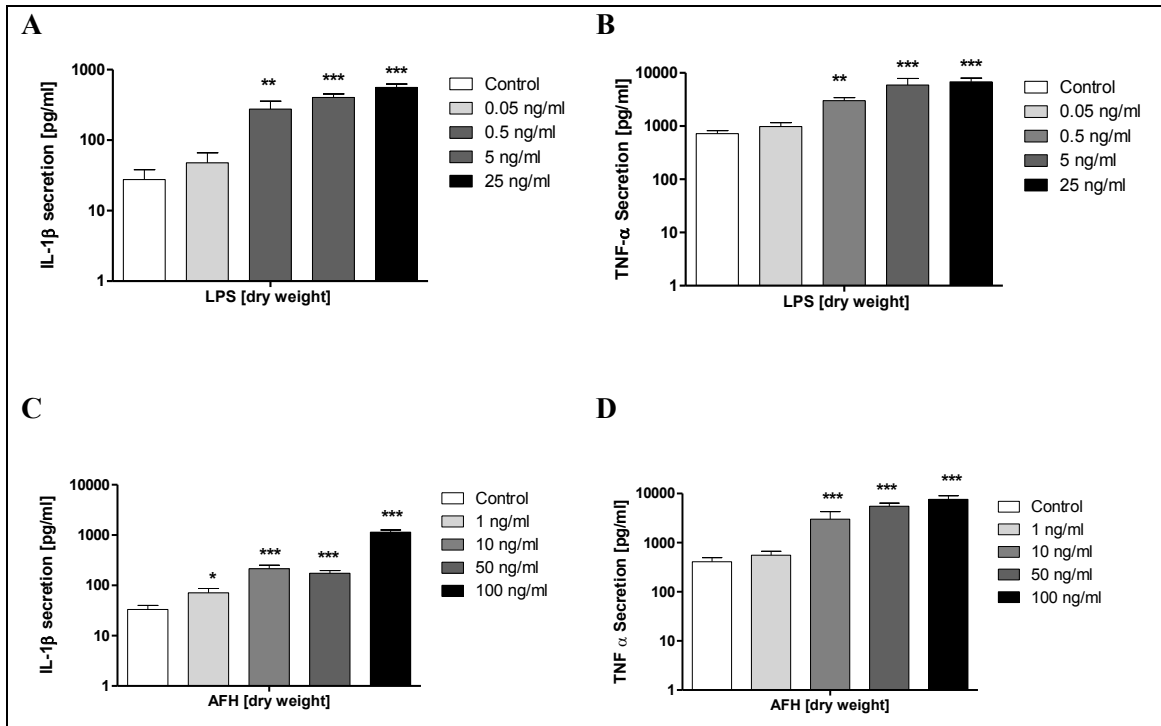 A
IL-1β secretion [pg/ml]
1000
100
10
1
**
***
***
LPS [dry weight]
Control
0.05 ng/ml
0.5 ng/ml
5 ng/ml
25 ng/ml
B
TNF-α Secretion [pg/ml]
10000
1000
100
10
1
**
***
***
LPS [dry weight]
Control
0.05 ng/ml
0.5 ng/ml
5 ng/ml
25 ng/ml
C
IL-1β secretion [pg/ml]
10000
1000
100
10
1
*
***
***
***
AFH [dry weight]
Control
1 ng/ml
10 ng/ml
50 ng/ml
100 ng/ml
D
TNF α Secretion [pg/ml]
10000
1000
100
10
1
***
***
***
AFH [dry weight]
Control
1 ng/ml
10 ng/ml
50 ng/ml
100 ng/ml